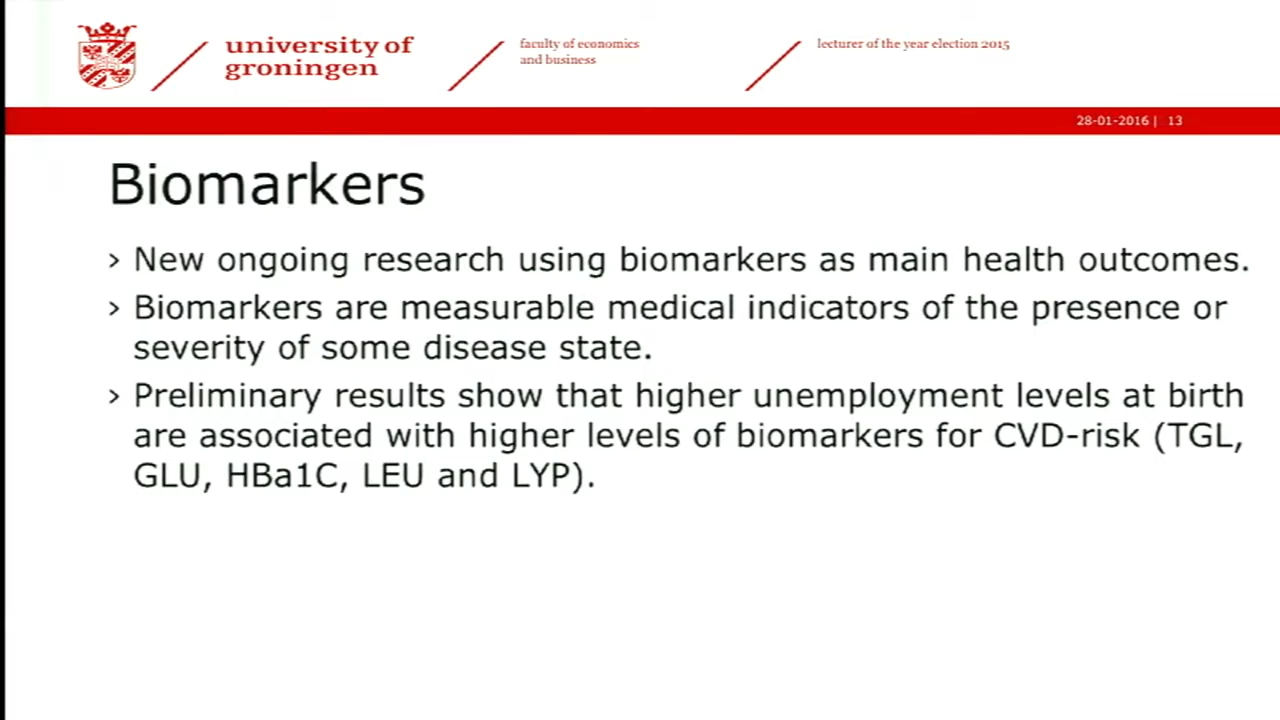 university of
groningen
faculty of economics
and business
lecturer of the year election 2015
28-01-2016 | 13
Biomarkers
› New ongoing research using biomarkers as main health outcomes.
› Biomarkers are measurable medical indicators of the presence or
severity of some disease state.
› Preliminary results show that higher unemployment levels at birth
are associated with higher levels of biomarkers for CVD-risk (TGL,
GLU, HBa1C, LEU and LYP).